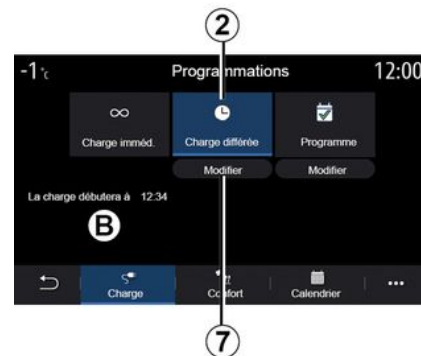 2
-1 °c Programmations 12:00
Charge imméd. Charge différée Programme
Modifier Modifier
La charge débutera à 12:34
B
Charge Confort Calendrier
7